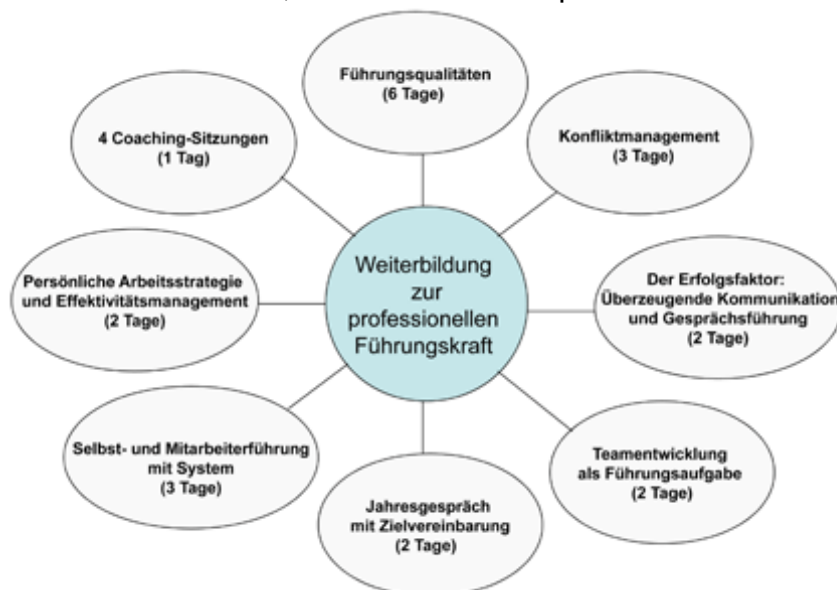 Weiterbildung
zur
professionellen
Führungskraft
Führungsqualitäten
(6 Tage)
Konfliktmanagement
(3 Tage)
Der Erfolgsfaktor:
Überzeugende Kommunikation
und Gesprächsführung
(2 Tage)
Teamentwicklung
als Führungsaufgabe
(2 Tage)
Jahresgespräch
mit Zielvereinbarung
(2 Tage)
Selbst- und Mitarbeiterführung
mit System
(3 Tage)
Persönliche Arbeitsstrategie
und Effektivitätsmanagement
(2 Tage)
4 Coaching-Sitzungen
(1 Tag)